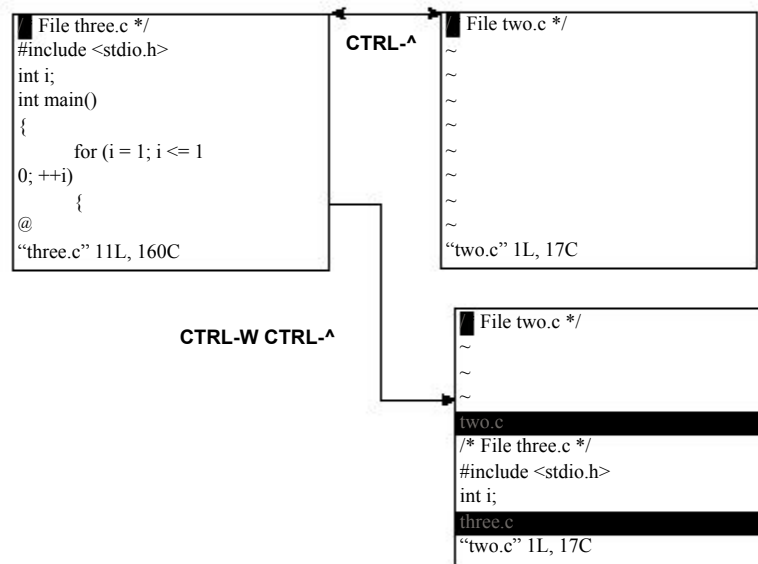 / File three.c */
#include <stdio.h>
int i;
int main()
{
for (i = 1; i <= 1
0; ++i)
{
@
“three.c” 11L, 160C
CTRL-^
/ File two.c */
~
~
~
~
~
~
~
~
“two.c” 1L, 17C
CTRL-W CTRL-^
/ File two.c */
~
~
~
two.c
/* File three.c */
#include <stdio.h>
int i;
three.c
“two.c” 1L, 17C